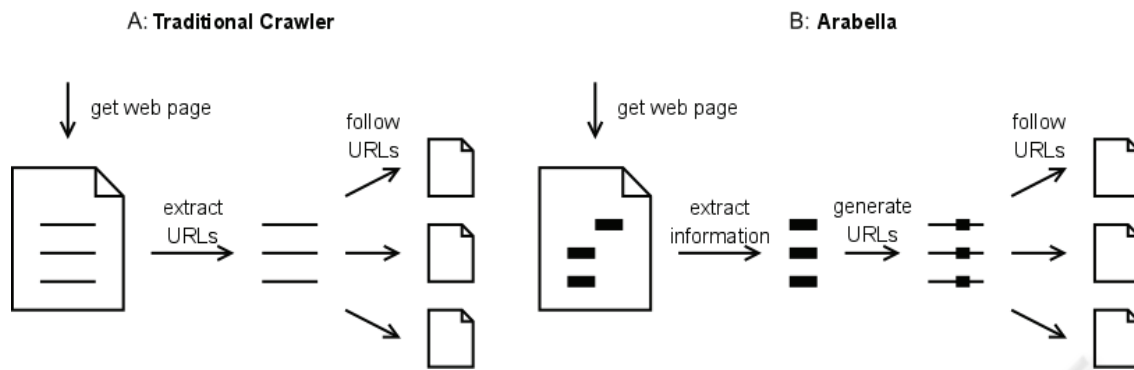 A: Traditional Crawler
get web page
extract
URLs
follow
URLs
B: Arabella
get web page
extract
information
generate
URLs
follow
URLs